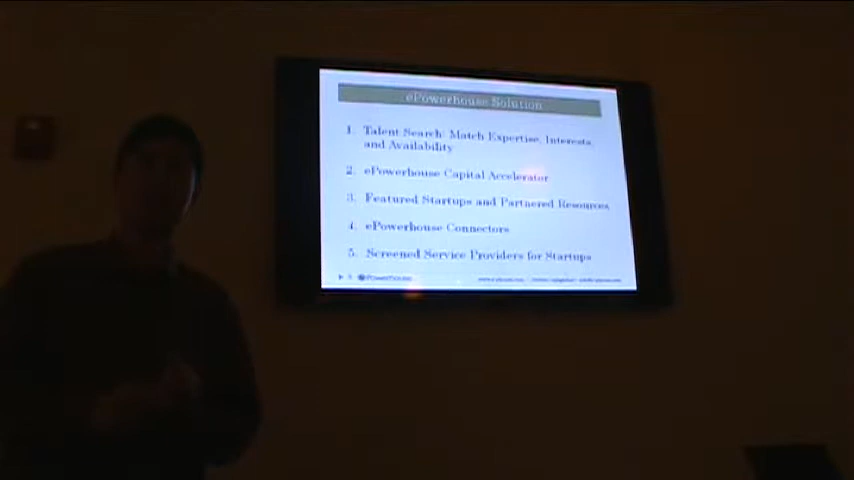 ePowerhouse Solution
1. Talent Search: Match Expertise, Interests,
and Availability
2. ePowerhouse Capital Accelerator
3. Featured Startups and Partnered Resources
4. ePowerhouse Connectors
5. Screened Service Providers for Startups